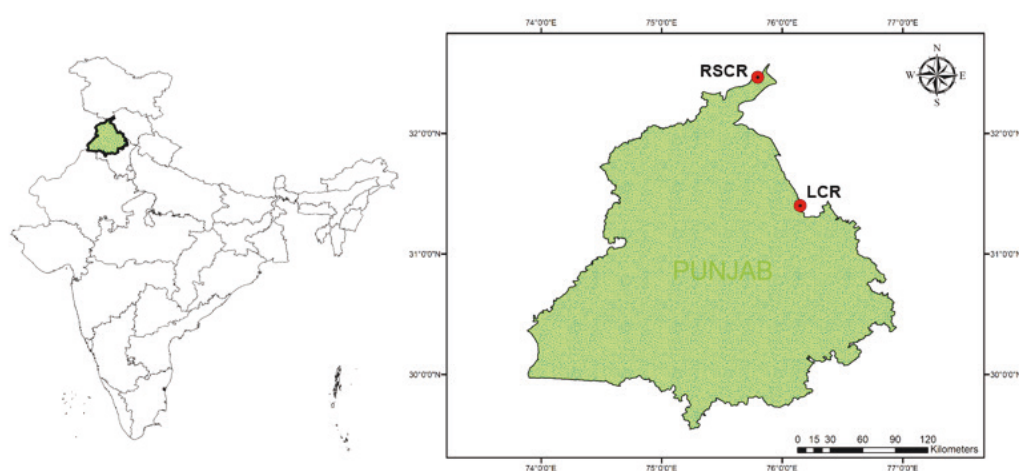 74°0'0"E 75°0'0"E 76°0'0"E 77°0'0"E
RSCR
N
W E
S
32°0'0"N 32°0'0"N
LCR
31°0'0"N 31°0'0"N
PUNJAB
30°0'0"N 30°0'0"N
0 15 30 60 90 120
Kilometers
74°0'0"E 75°0'0"E 76°0'0"E 77°0'0"E